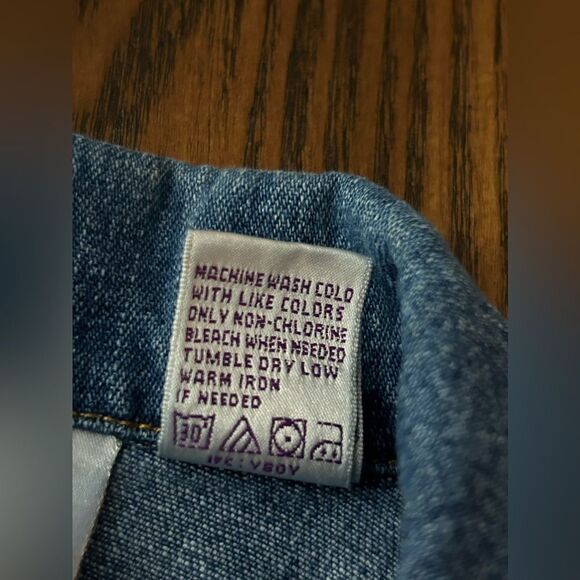 MACHINE WASH COLD
WITH LIKE COLORS
ONLY NON-CHLORINE
BLEACH WHEN NEEDED
TUMBLE DRY LOW
WARM IRON
IF NEEDED
30°